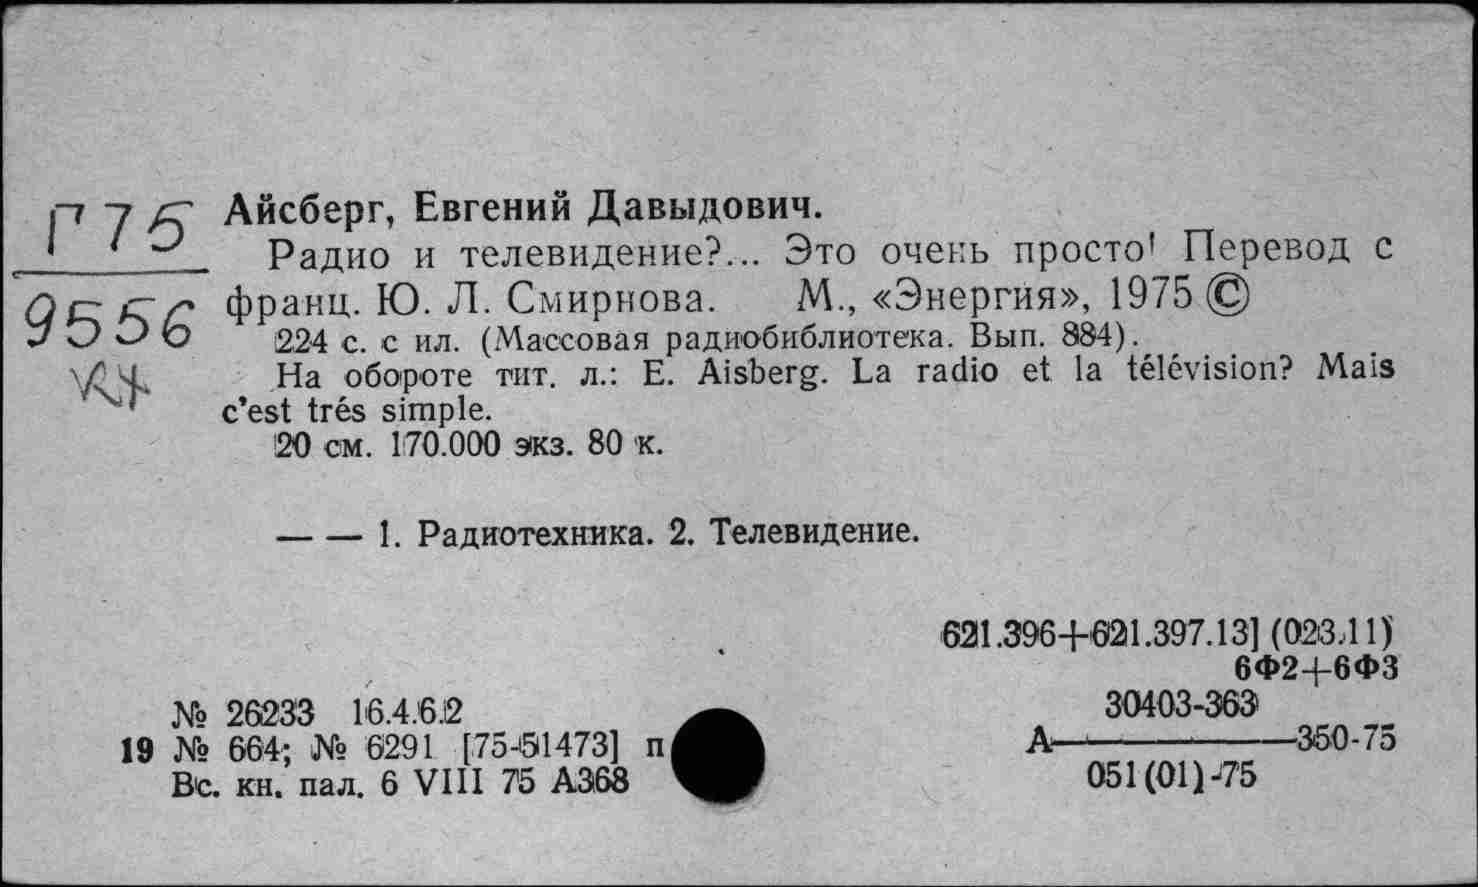 Г75
9556
Айсберг, Евгений Давыдович.
Радио и телевидение?... Это очень просто! Перевод с
франц. Ю. Л. Смирнова. М., «Энергия», 1975 ©
224 с. с ил. (Массовая радиобиблиотека. Вып. 884).
На обороте тит. л.: E. Aisberg. La radio et la télévision? Mais
c'est trés simple.
20 см. 170.000 экз. 80 к.
— — 1. Радиотехника. 2. Телевидение.
621.396+621.397.13] (023.11)
6Ф2+6Ф3
№ 26233 16.4.6.2
19 № 664; № 6291 [75-51473] п
Вс. кн. пал. 6 VIII 75 А368
30403-363
А———350-75
051(01)-75